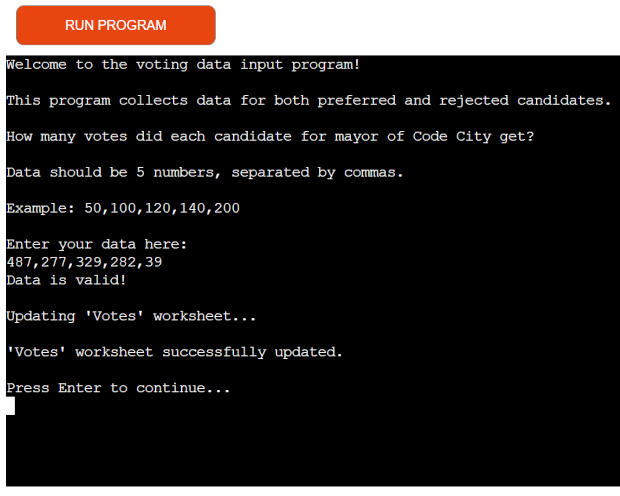 RUN PROGRAM
Welcome to the voting data input program!
This program collects data for both preferred and rejected candidates.
How many votes did each candidate for mayor of Code City get?
Data should be 5 numbers, separated by commas.
Example: 50,100,120,140,200
Enter your data here:
487,277,329,282,39
Data is valid!
Updating 'Votes' worksheet...
'Votes' worksheet successfully updated.
Press Enter to continue...